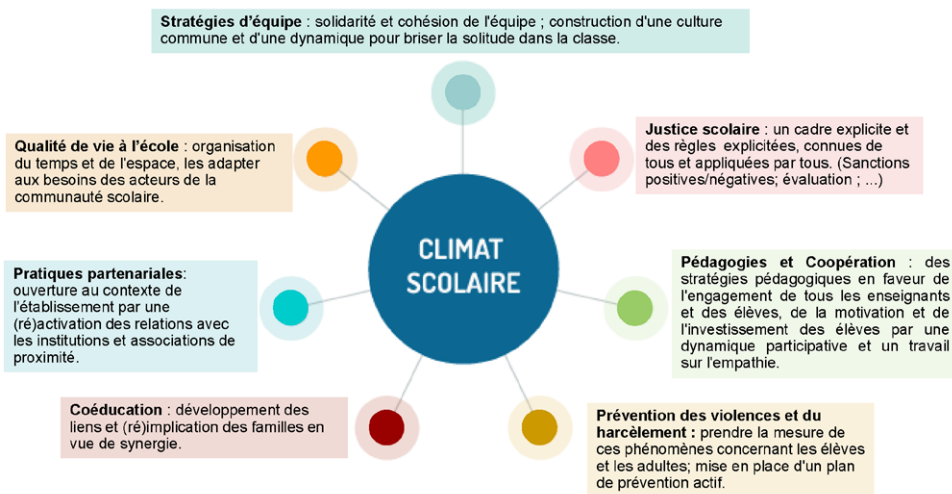 Stratégies d'équipe : solidarité et cohésion de l'équipe ; construction d'une culture
commune et d'une dynamique pour briser la solitude dans la classe.
Qualité de vie à l'école : organisation
du temps et de l'espace, les adapter
aux besoins des acteurs de la
communauté scolaire.
Justice scolaire : un cadre explicite et
des règles explicitées, connues de
tous et appliquées par tous. (Sanctions
positives/négatives; évaluation ; ...)
CLIMAT
SCOLAIRE
Pratiques partenariales:
ouverture au contexte de
l'établissement par une
(ré)activation des relations avec
les institutions et associations de
proximité.
Pédagogies et Coopération : des
stratégies pédagogiques en faveur de
l'engagement de tous les enseignants
et des élèves, de la motivation et de
l'investissement des élèves par une
dynamique participative et un travail
sur l'empathie.
Coéducation : développement des
liens et (ré)implication des familles en
vue de synergie.
Prévention des violences et du
harcèlement : prendre la mesure de
ces phénomènes concernant les élèves
et les adultes; mise en place d'un plan
de prévention actif.